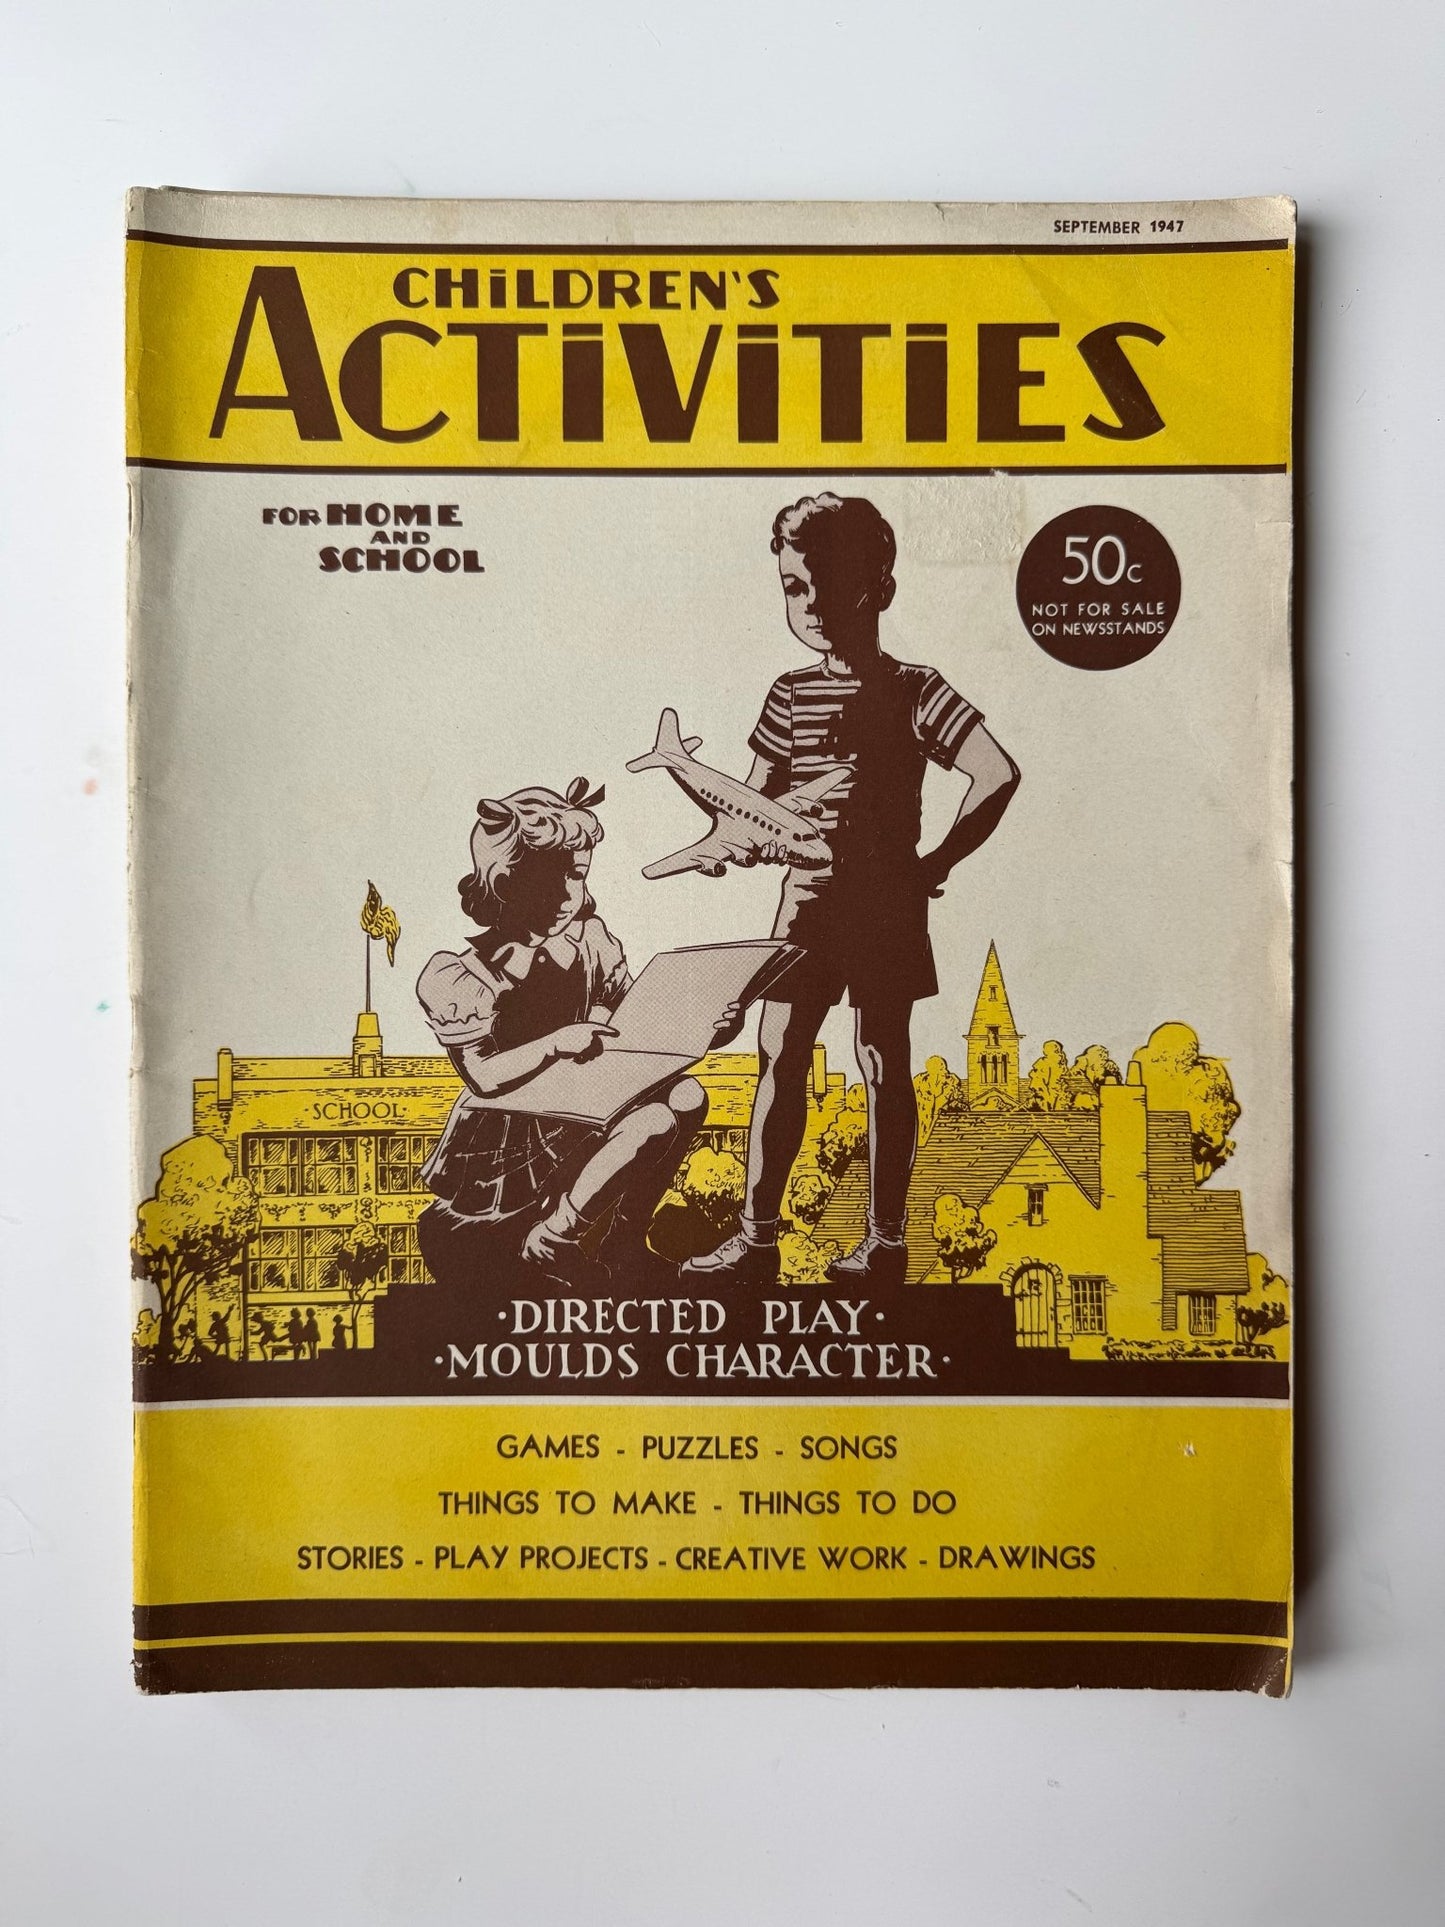 SEPTEMBER 1947
CHILDREN'S
ACTIVITIES
FOR HOME
AND
SCHOOL
50c
NOT FOR SALE
ON NEWSSTANDS
·SCHOOL·
·DIRECTED PLAY·
·MOULDS CHARACTER·
GAMES - PUZZLES - SONGS
THINGS TO MAKE - THINGS TO DO
STORIES - PLAY PROJECTS - CREATIVE WORK - DRAWINGS